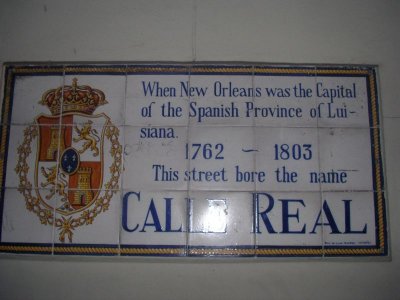 When New Orleans was the Capital
of the Spanish Province of Lui-
siana.
1762 ~ 1803
This street bore the name
CALLE REAL